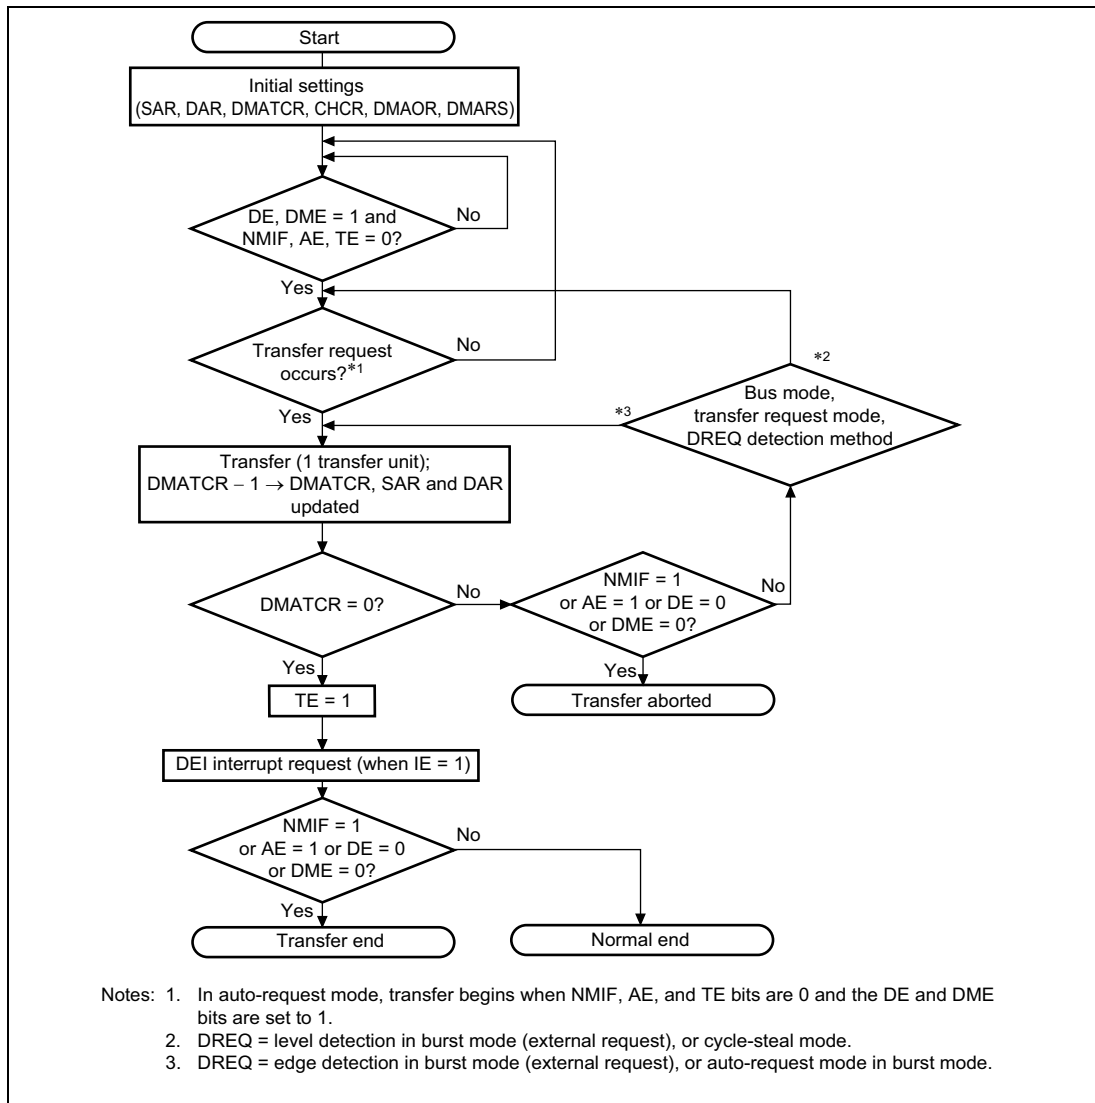 Start
Initial settings
(SAR, DAR, DMATCR, CHCR, DMAOR, DMARS)
DE, DME = 1 and
NMIF, AE, TE = 0?
No
Yes
Transfer request
occurs?*1
No
Yes
*2
Bus mode,
transfer request mode,
DREQ detection method
*3
Transfer (1 transfer unit);
DMATCR – 1 → DMATCR, SAR and DAR
updated
DMATCR = 0?
No
Yes
NMIF = 1
or AE = 1 or DE = 0
or DME = 0?
No
Yes
Transfer aborted
TE = 1
DEI interrupt request (when IE = 1)
NMIF = 1
or AE = 1 or DE = 0
or DME = 0?
No
Yes
Transfer end
Normal end
Notes: 1. In auto-request mode, transfer begins when NMIF, AE, and TE bits are 0 and the DE and DME
bits are set to 1.
2. DREQ = level detection in burst mode (external request), or cycle-steal mode.
3. DREQ = edge detection in burst mode (external request), or auto-request mode in burst mode.